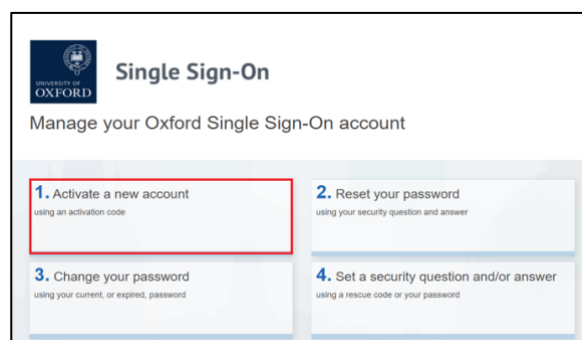 UNIVERSITY OF
OXFORD
Single Sign-On
Manage your Oxford Single Sign-On account
1. Activate a new account
using an activation code
2. Reset your password
using your security question and answer
3. Change your password
using your current, or expired, password
4. Set a security question and/or answer
using a rescue code or your password